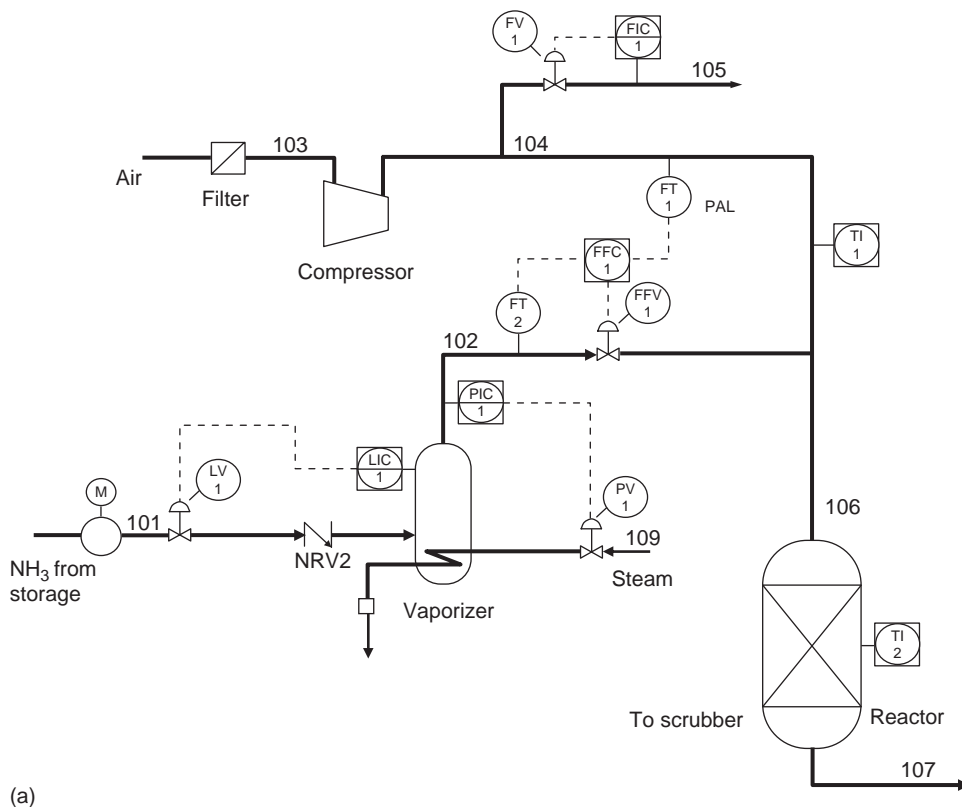 FV
1
FIC
1
105
103
104
Air
Filter
FT
1
PAL
Compressor
TI
1
FFC
1
FT
2
FFV
1
102
PIC
1
LIC
1
LV
1
PV
1
M
101
NRV2
109
106
NH3 from
storage
Steam
Vaporizer
TI
2
To scrubber
Reactor
107
(a)